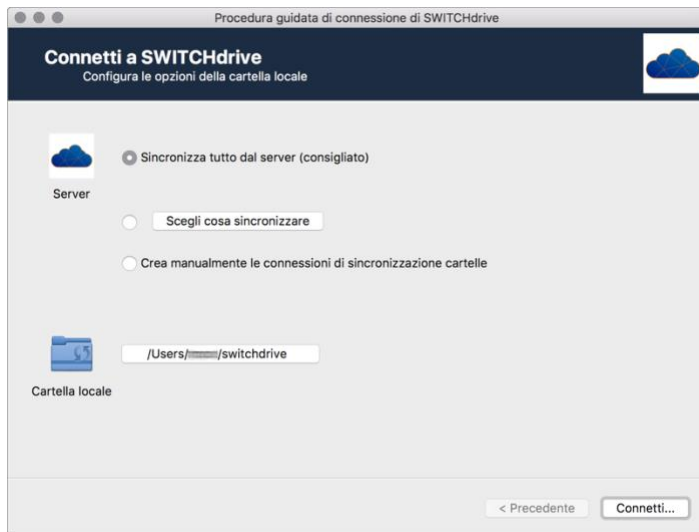 Procedura guidata di connessione di SWITCHdrive
Connetti a SWITCHdrive
Configura le opzioni della cartella locale
Sincronizza tutto dal server (consigliato)
Server
Scegli cosa sincronizzare
Crea manualmente le connessioni di sincronizzazione cartelle
/Users/ /switchdrive
Cartella locale
< Precedente
Connetti...